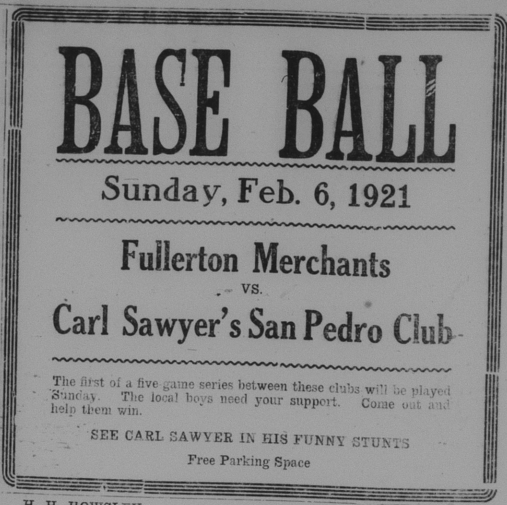 BASE BALL
Sunday, Feb. 6, 1921
Fullerton Merchants
vs.
Carl Sawyer's San Pedro Club
The first of a five game series between these clubs will be played
Sunday. The local boys need your support. Come out and
help them win.
SEE CARL SAWYER IN HIS FUNNY STUNTS
Free Parking Space